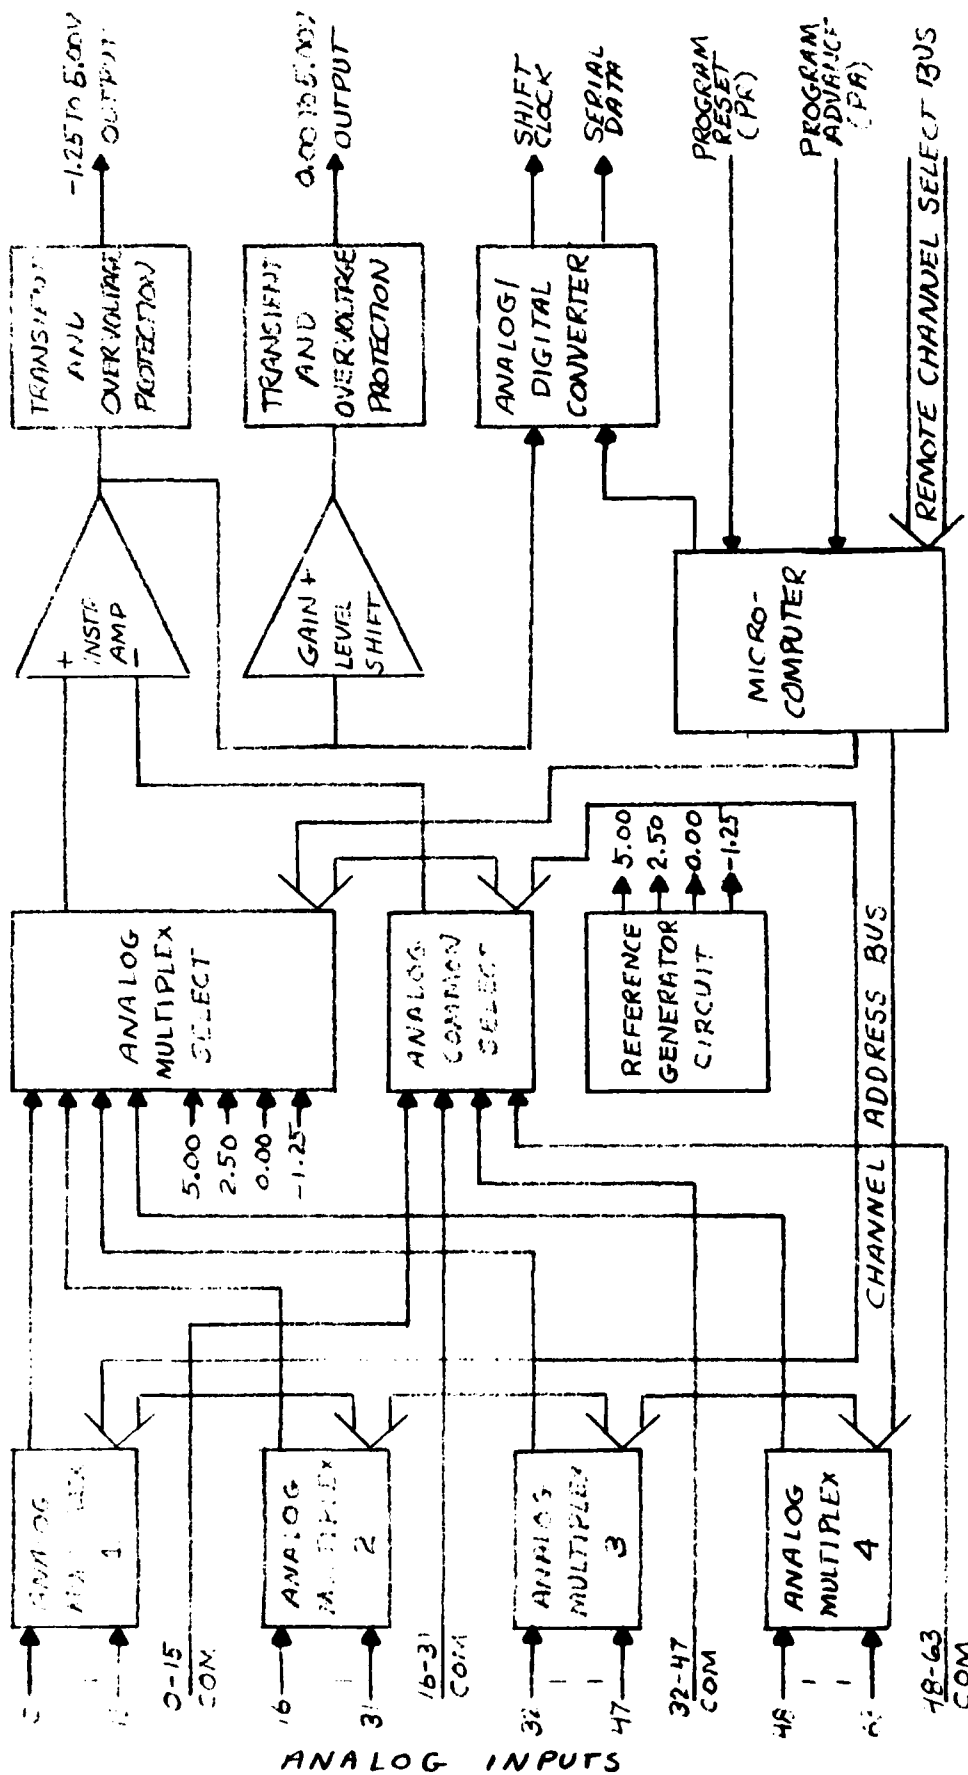 ANALOG INPUTS
0-15
COM
16
31
16-31
COM
32
47
32-47
COM
48
48-63
COM
ANALOG
1
ANALOG
MULTIPLEX
2
ANALOG
MULTIPLEX
3
ANALOG
MULTIPLEX
4
5.00
2.50
0.00
-1.25
ANALOG
MULTIPLEX
SELECT
ANALOG
COMMON
SELECT
REFERENCE
GENERATOR
CIRCUIT
5.00
2.50
0.00
-1.25
CHANNEL ADDRESS BUS
+
INSTR
AMP
-
GAIN +
LEVEL
SHIFT
MICRO-
COMPUTER
TRANSIENT
AND
OVERVOLTAGE
PROTECTION
TRANSIENT
AND
OVERVOLTAGE
PROTECTION
ANALOG/
DIGITAL
CONVERTER
-1.25 TO 5.00V
OUTPUT
0.00 TO 5.00V
OUTPUT
SHIFT
CLOCK
SERIAL
DATA
PROGRAM
RESET
(PR)
PROGRAM
ADVANCE
(PA)
REMOTE CHANNEL SELECT BUS